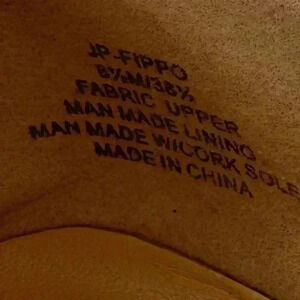 JP-FIPPO
8½M/38½
FABRIC UPPER
MAN MADE LINING
MAN MADE W/CORK SOLE
MADE IN CHINA